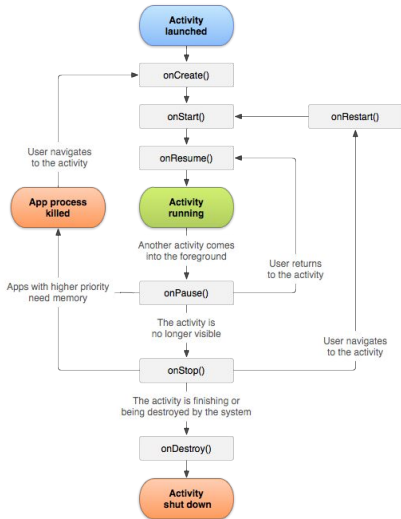 Activity
launched
onCreate()
onStart()
onRestart()
User navigates
to the activity
onResume()
App process
killed
Activity
running
Another activity comes
into the foreground
User returns
to the activity
Apps with higher priority
need memory
onPause()
The activity is
no longer visible
User navigates
to the activity
onStop()
The activity is finishing or
being destroyed by the system
onDestroy()
Activity
shut down